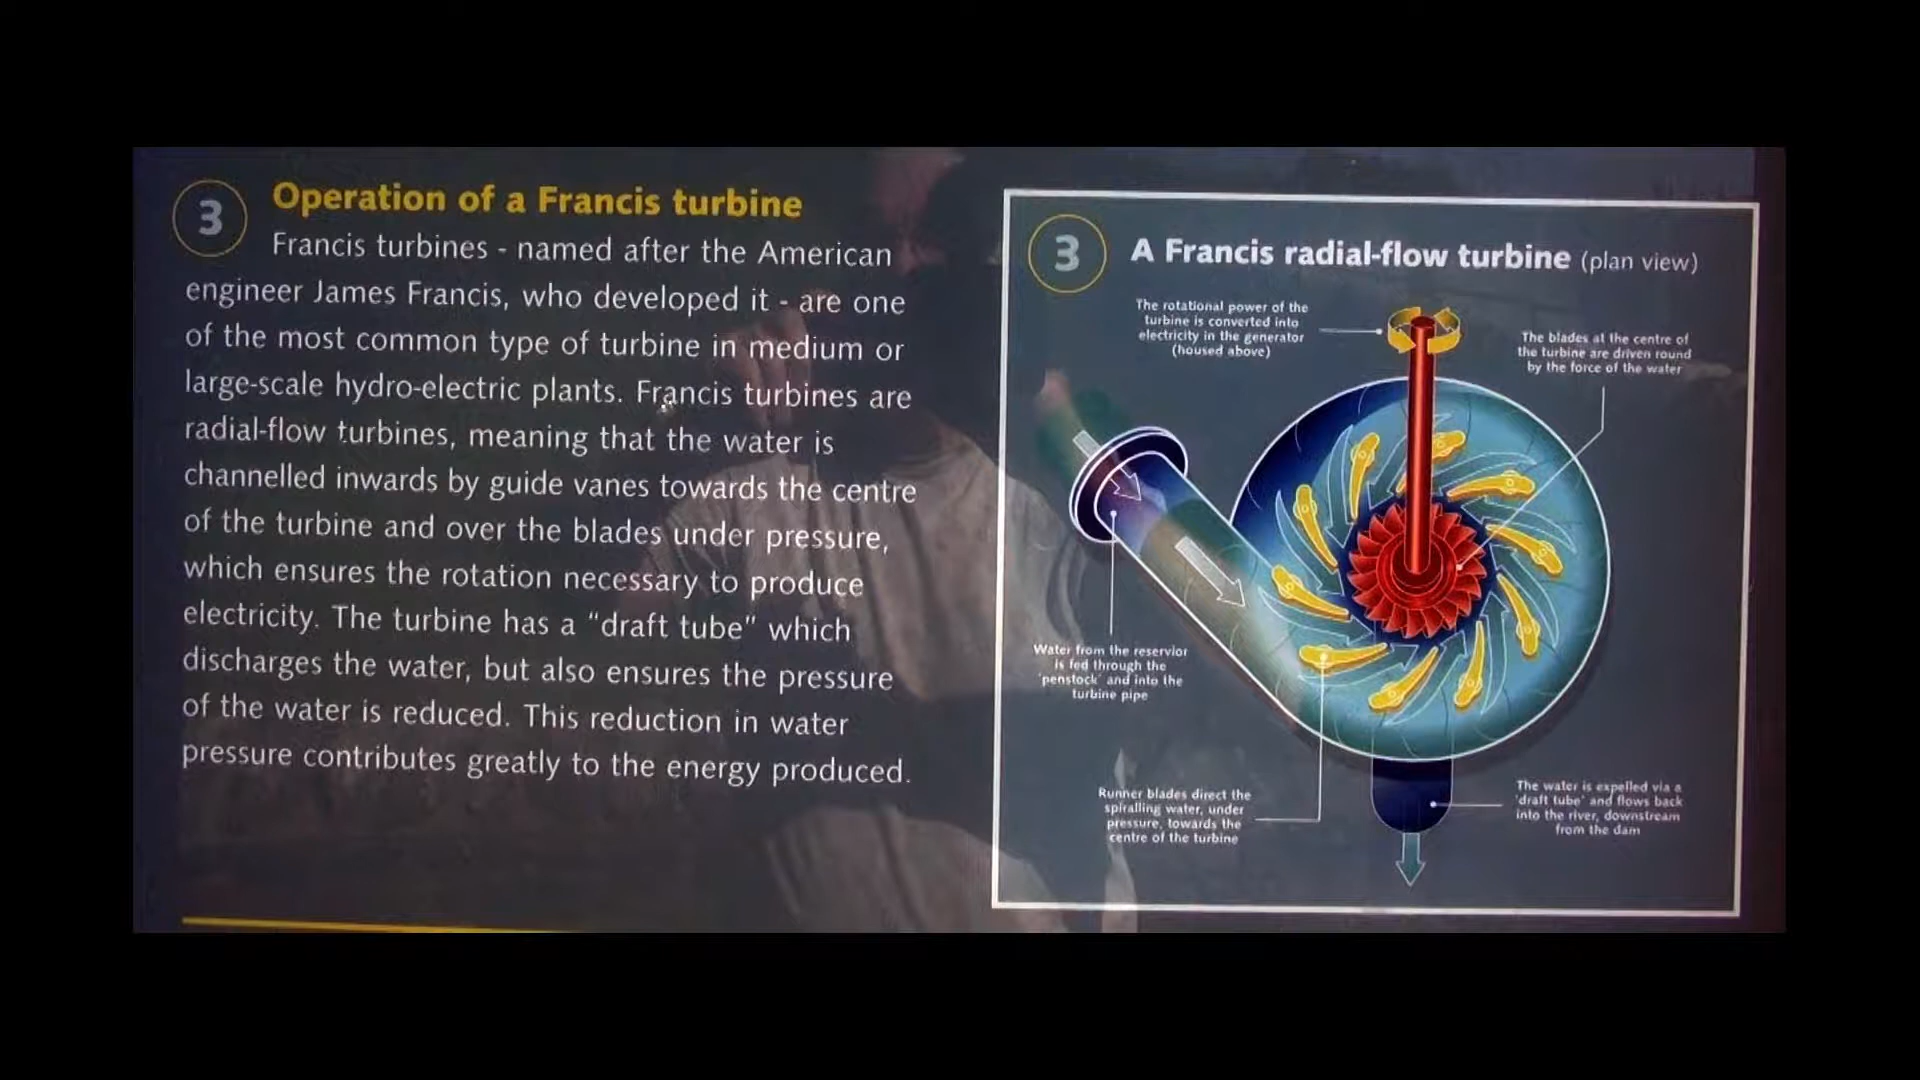 3
Operation of a Francis turbine
Francis turbines - named after the American
engineer James Francis, who developed it - are one
of the most common type of turbine in medium or
large-scale hydro-electric plants. Francis turbines are
radial-flow turbines, meaning that the water is
channelled inwards by guide vanes towards the centre
of the turbine and over the blades under pressure,
which ensures the rotation necessary to produce
electricity. The turbine has a “draft tube” which
discharges the water, but also ensures the pressure
of the water is reduced. This reduction in water
pressure contributes greatly to the energy produced.
3
A Francis radial-flow turbine (plan view)
The rotational power of the
turbine is converted into
electricity in the generator
(housed above)
The blades at the centre of
the turbine are driven round
by the force of the water
Water from the reservior
is fed through the
'penstock' and into the
turbine pipe
Runner blades direct the
spiralling water, under
pressure, towards the
centre of the turbine
The water is expelled via a
'draft tube' and flows back
into the river, downstream
from the dam